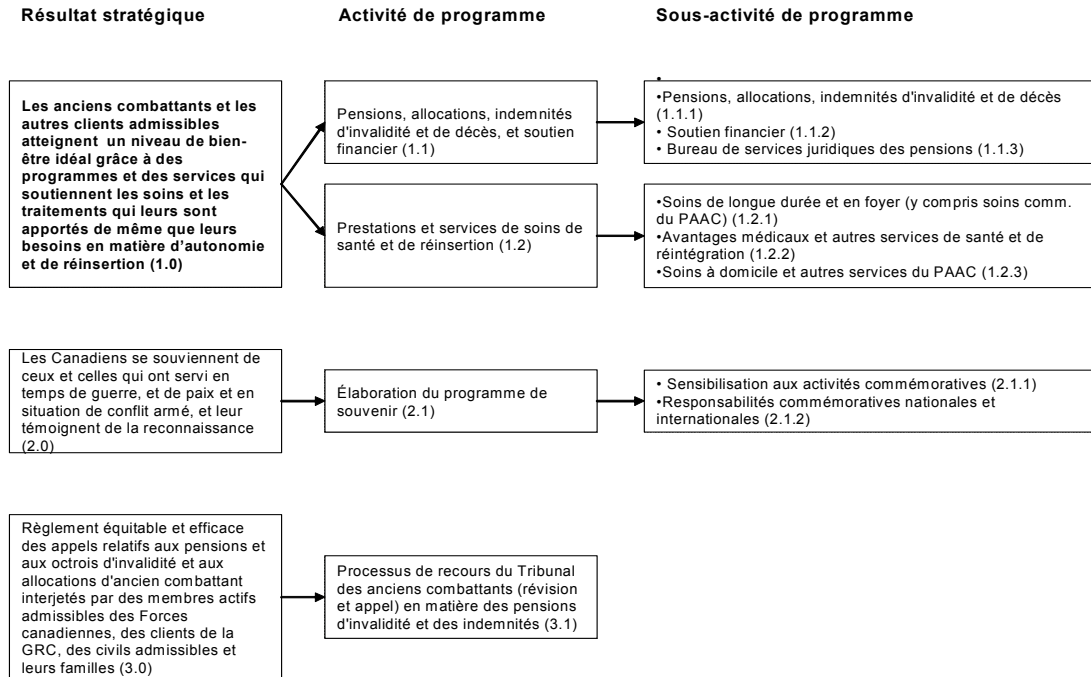 Résultat stratégique
Activité de programme
Sous-activité de programme
Les anciens combattants et les
autres clients admissibles
atteignent un niveau de bien-
être idéal grâce à des
programmes et des services qui
soutiennent les soins et les
traitements qui leurs sont
apportés de même que leurs
besoins en matière d'autonomie
et de réinsertion (1.0)
Pensions, allocations, indemnités
d'invalidité et de décès, et soutien
financier (1.1)
•
•Pensions, allocations, indemnités d'invalidité et de décès
(1.1.1)
• Soutien financier (1.1.2)
• Bureau de services juridiques des pensions (1.1.3)
Prestations et services de soins de
santé et de réinsertion (1.2)
•Soins de longue durée et en foyer (y compris soins comm.
du PAAC) (1.2.1)
•Avantages médicaux et autres services de santé et de
réintégration (1.2.2)
•Soins à domicile et autres services du PAAC (1.2.3)
Les Canadiens se souviennent de
ceux et celles qui ont servi en
temps de guerre, et de paix et en
situation de conflit armé, et leur
témoignent de la reconnaissance
(2.0)
Élaboration du programme de
souvenir (2.1)
• Sensibilisation aux activités commémoratives (2.1.1)
•Responsabilités commémoratives nationales et
internationales (2.1.2)
Règlement équitable et efficace
des appels relatifs aux pensions et
aux octrois d'invalidité et aux
allocations d'ancien combattant
interjetés par des membres actifs
admissibles des Forces
canadiennes, des clients de la
GRC, des civils admissibles et
leurs familles (3.0)
Processus de recours du Tribunal
des anciens combattants (révision
et appel) en matière des pensions
d'invalidité et des indemnités (3.1)